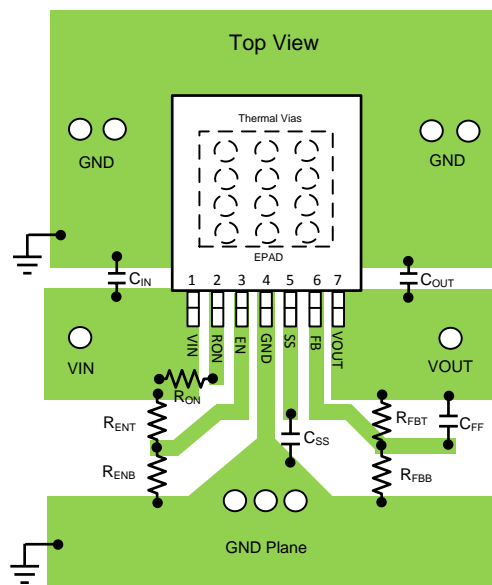 Top View
Thermal Vias
GND
GND
EPAD
CIN
1 2 3 4 5 6 7
COUT
VIN
RON
EN
GND
SS
FB
VOUT
VIN
VOUT
RON
RENT
RFBT
CFF
CSS
RENB
RFBB
GND Plane